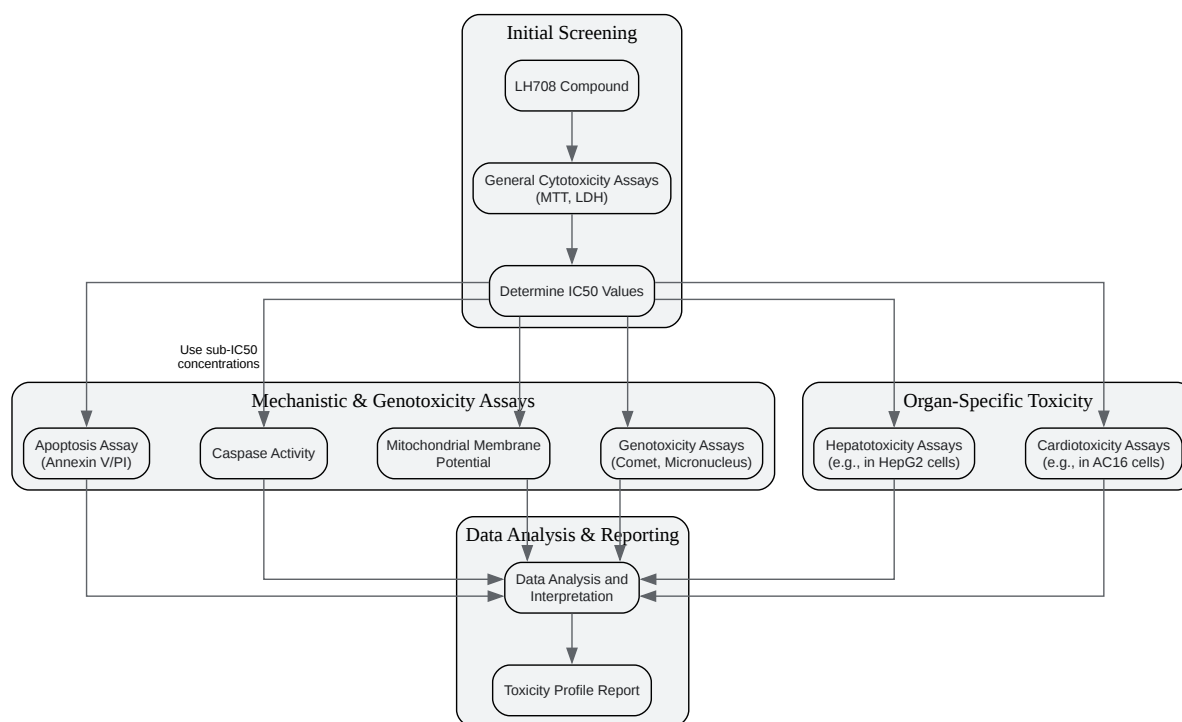 Initial Screening
LH708 Compound
General Cytotoxicity Assays
(MTT, LDH)
Determine IC50 Values
Use sub-IC50
concentrations
Mechanistic & Genotoxicity Assays
Organ-Specific Toxicity
Apoptosis Assay
(Annexin V/PI)
Caspase Activity
Mitochondrial Membrane
Potential
Genotoxicity Assays
(Comet, Micronucleus)
Hepatotoxicity Assays
(e.g., in HepG2 cells)
Cardiotoxicity Assays
(e.g., in AC16 cells)
Data Analysis & Reporting
Data Analysis and
Interpretation
Toxicity Profile Report